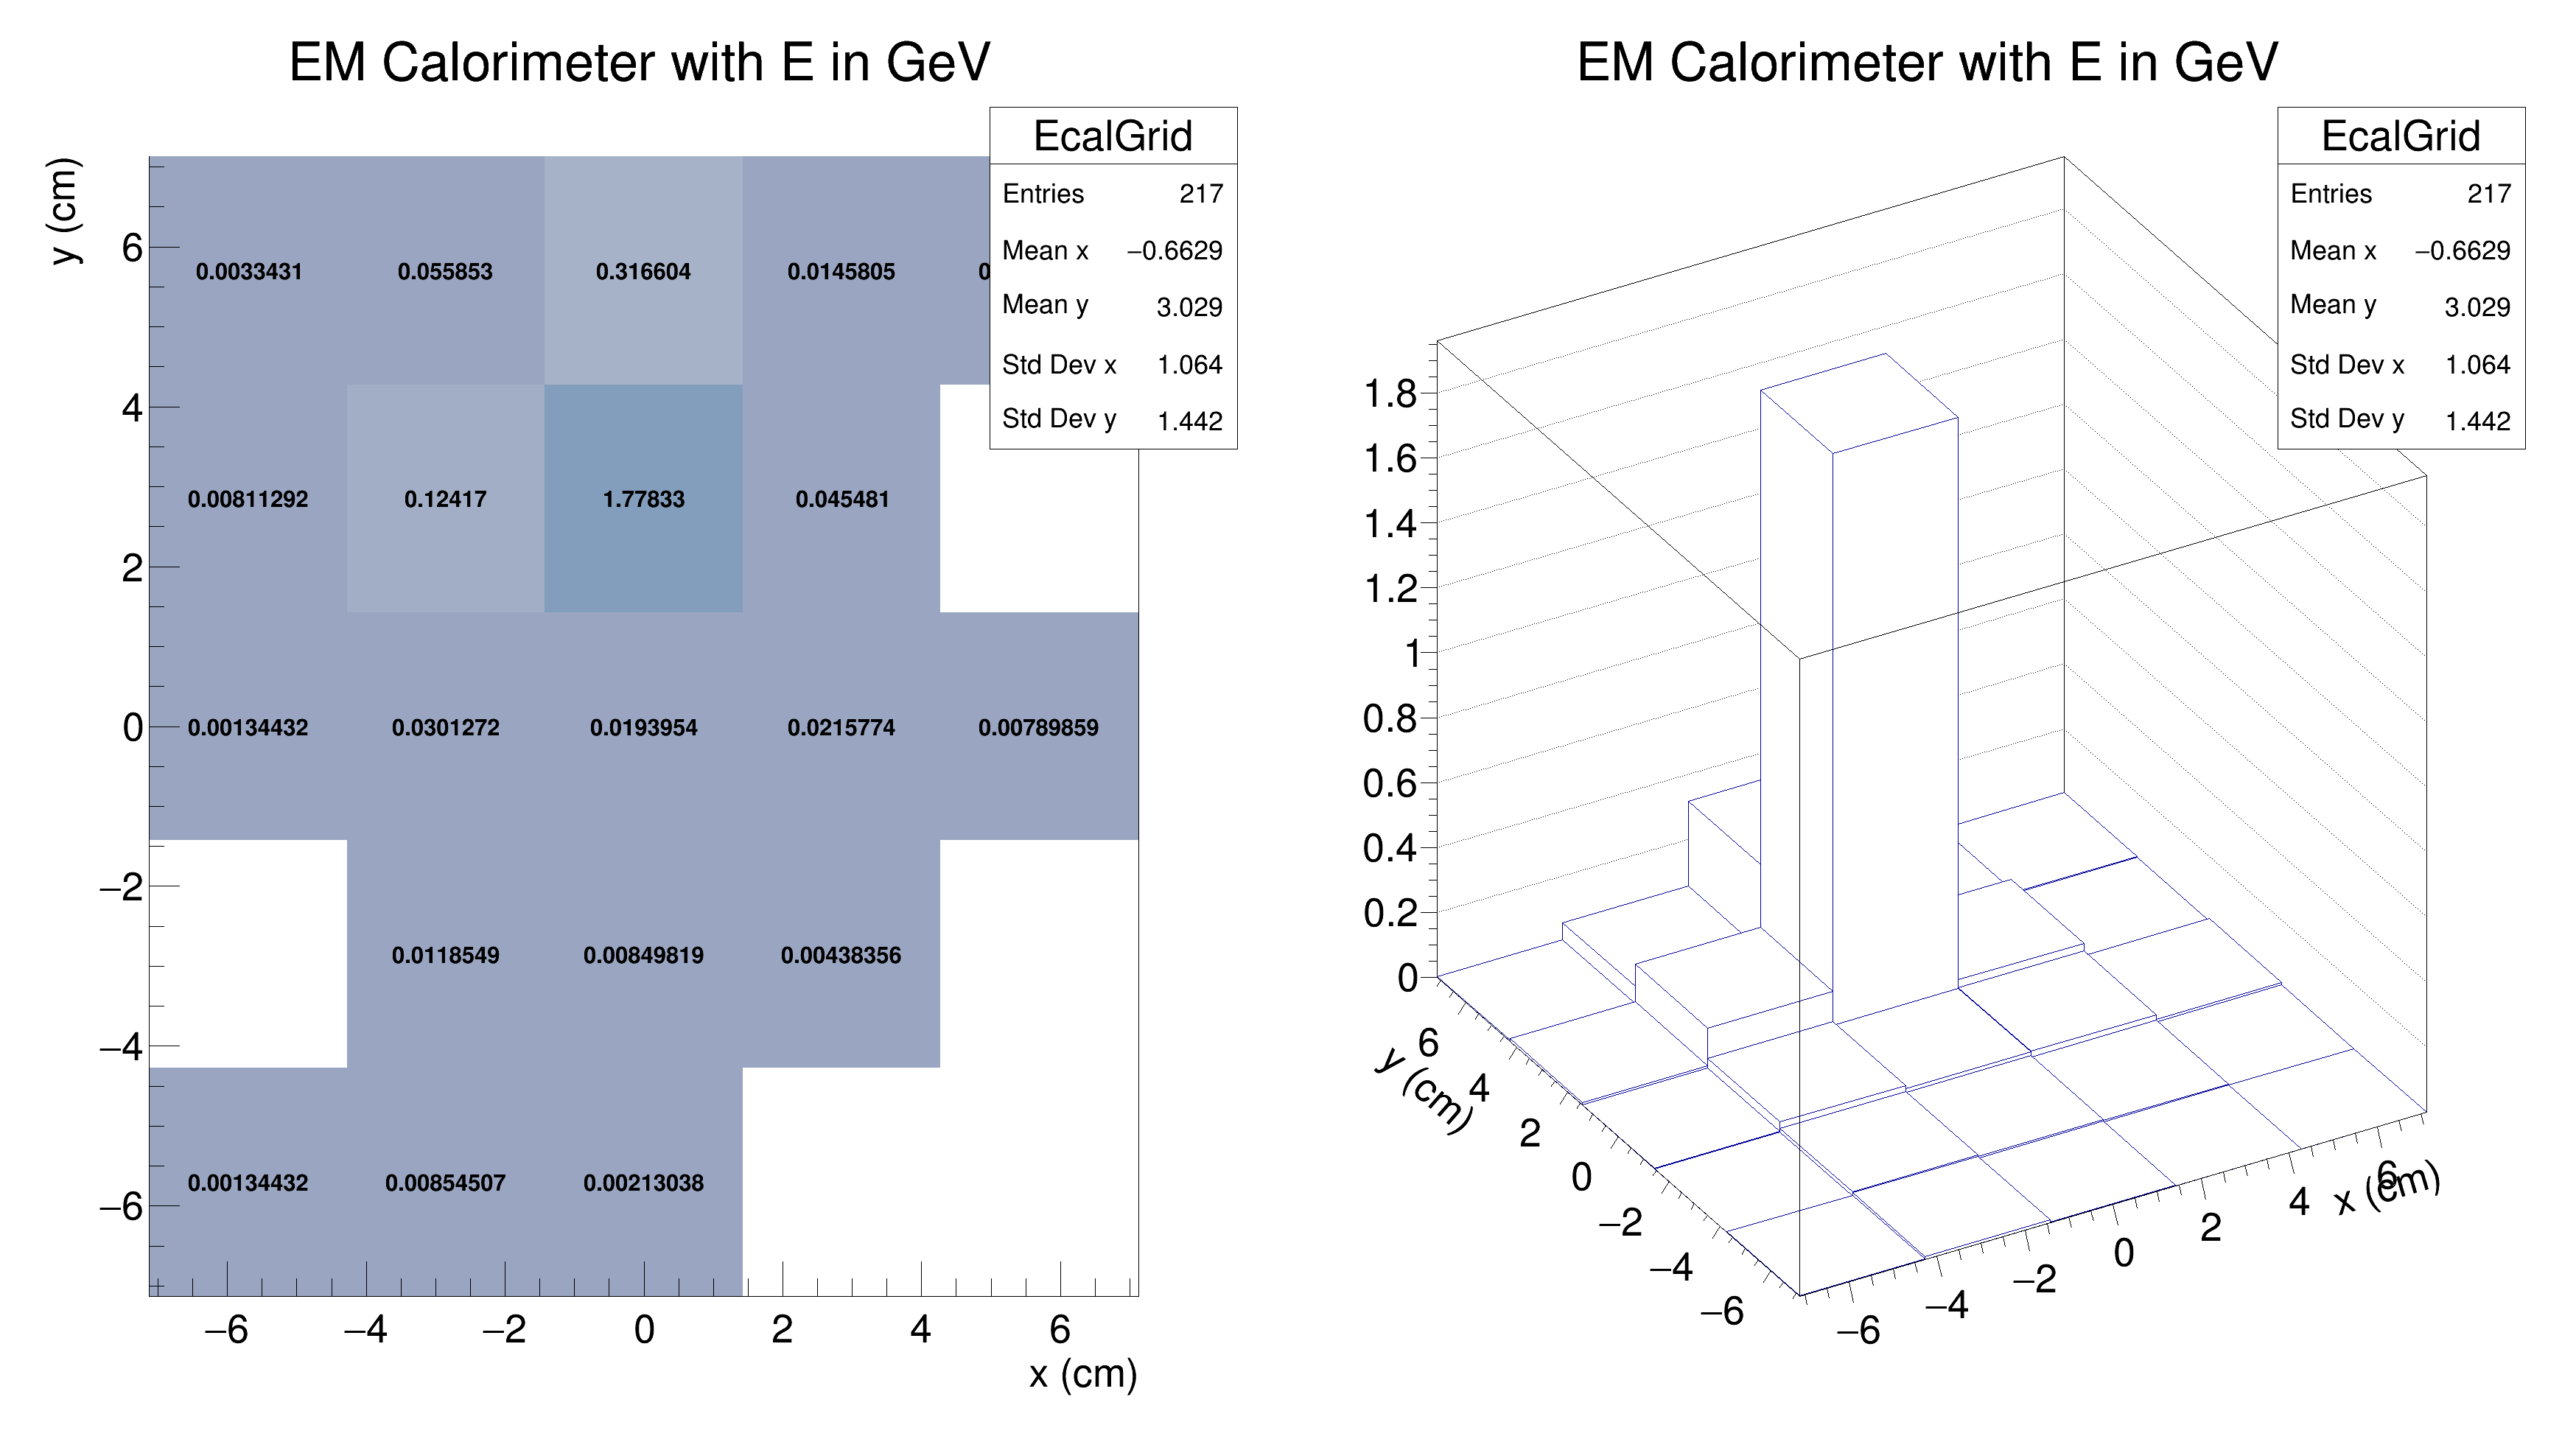 EM Calorimeter with E in GeV
EcalGrid
Entries 217
Mean x −0.6629
Mean y 3.029
Std Dev x 1.064
Std Dev y 1.442
y (cm)
6
4
2
0
−2
−4
−6
0.0033431 0.055853 0.316604 0.0145805 0
0.00811292 0.12417 1.77833 0.045481
0.00134432 0.0301272 0.0193954 0.0215774 0.00789859
0.0118549 0.00849819 0.00438356
0.00134432 0.00854507 0.00213038
−6 −4 −2 0 2 4 6
x (cm)
EM Calorimeter with E in GeV
EcalGrid
Entries 217
Mean x −0.6629
Mean y 3.029
Std Dev x 1.064
Std Dev y 1.442
1.8
1.6
1.4
1.2
1
0.8
0.6
0.4
0.2
0
6
4
2
0
−2
−4
−6
y (cm)
−6
−4
−2
0
2
4
6
x (cm)